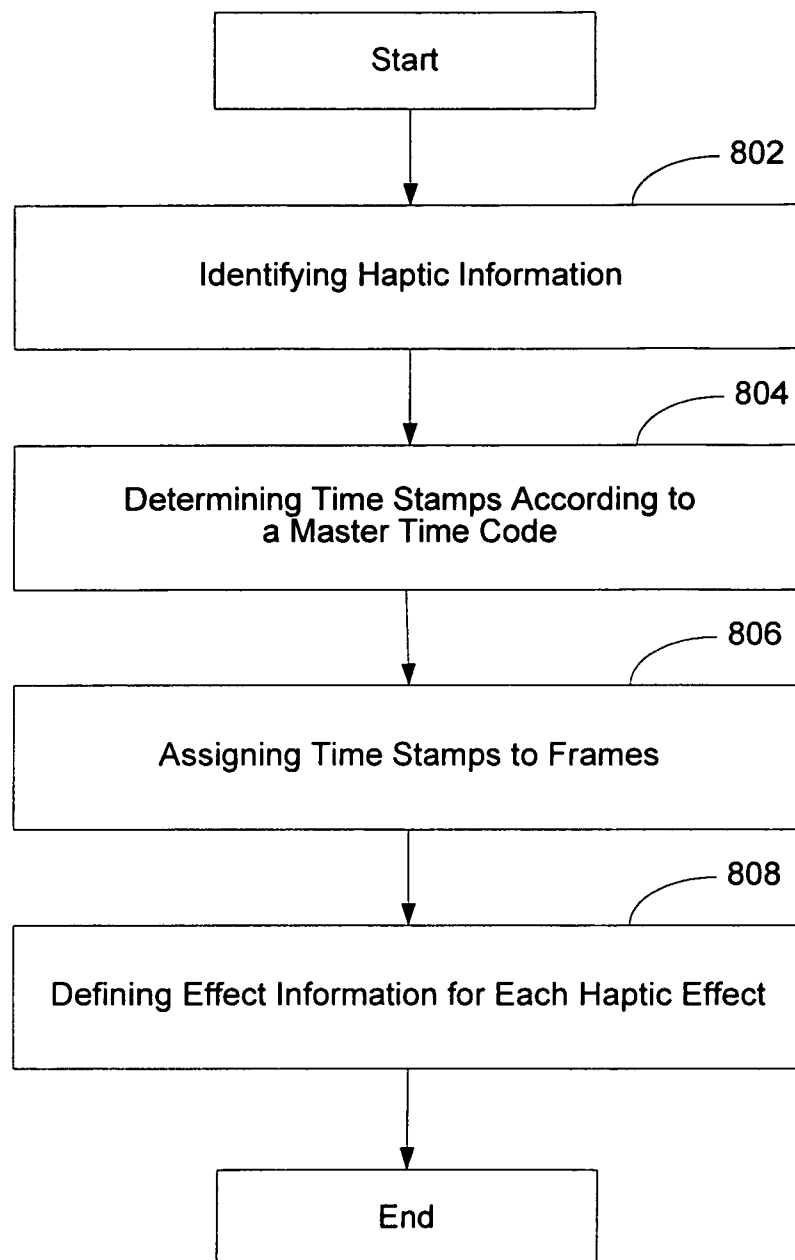 Start
802
Identifying Haptic Information
804
Determining Time Stamps According to
a Master Time Code
806
Assigning Time Stamps to Frames
808
Defining Effect Information for Each Haptic Effect
End